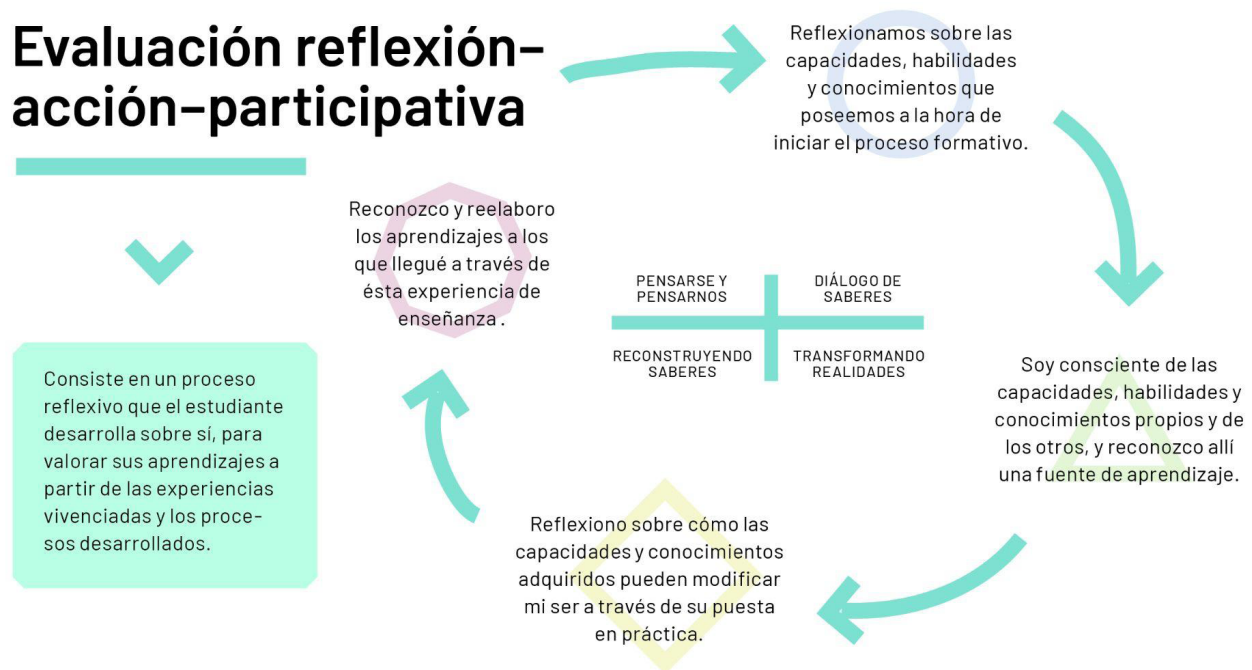 Evaluación reflexión–
acción–participativa
Consiste en un proceso
reflexivo que el estudiante
desarrolla sobre sí, para
valorar sus aprendizajes a
partir de las experiencias
vivenciadas y los proce-
sos desarrollados.
Reflexionamos sobre las
capacidades, habilidades
y conocimientos que
poseemos a la hora de
iniciar el proceso formativo.
Soy consciente de las
capacidades, habilidades y
conocimientos propios y de
los otros, y reconozco allí
una fuente de aprendizaje.
Reflexiono sobre cómo las
capacidades y conocimientos
adquiridos pueden modificar
mi ser a través de su puesta
en práctica.
Reconozco y reelaboro
los aprendizajes a los
que llegué a través de
ésta experiencia de
enseñanza .
PENSARSE Y
PENSARNOS
DIÁLOGO DE
SABERES
RECONSTRUYENDO
SABERES
TRANSFORMANDO
REALIDADES